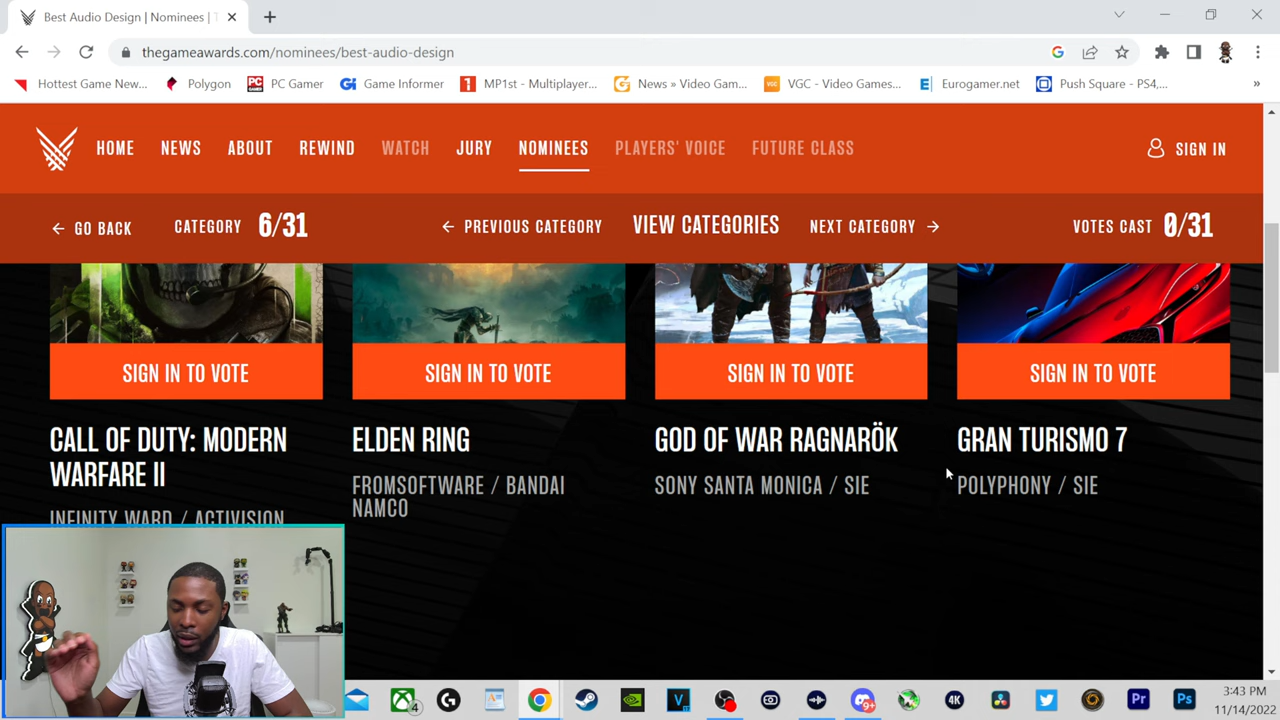 Best Audio Design | Nominees |
thegameawards.com/nominees/best-audio-design
Hottest Game New...
Polygon
PC Gamer
Game Informer
MP1st - Multiplayer...
News » Video Gam...
VGC - Video Games...
Eurogamer.net
Push Square - PS4,...
»
HOME
NEWS
ABOUT
REWIND
WATCH
JURY
NOMINEES
PLAYERS' VOICE
FUTURE CLASS
SIGN IN
GO BACK
CATEGORY 6/31
PREVIOUS CATEGORY
VIEW CATEGORIES
NEXT CATEGORY
VOTES CAST 0/31
SIGN IN TO VOTE
SIGN IN TO VOTE
SIGN IN TO VOTE
SIGN IN TO VOTE
CALL OF DUTY: MODERN
WARFARE II
INFINITY WARD / ACTIVISION
ELDEN RING
FROMSOFTWARE / BANDAI
NAMCO
GOD OF WAR RAGNARÖK
SONY SANTA MONICA / SIE
GRAN TURISMO 7
POLYPHONY / SIE
3:43 PM
11/14/2022